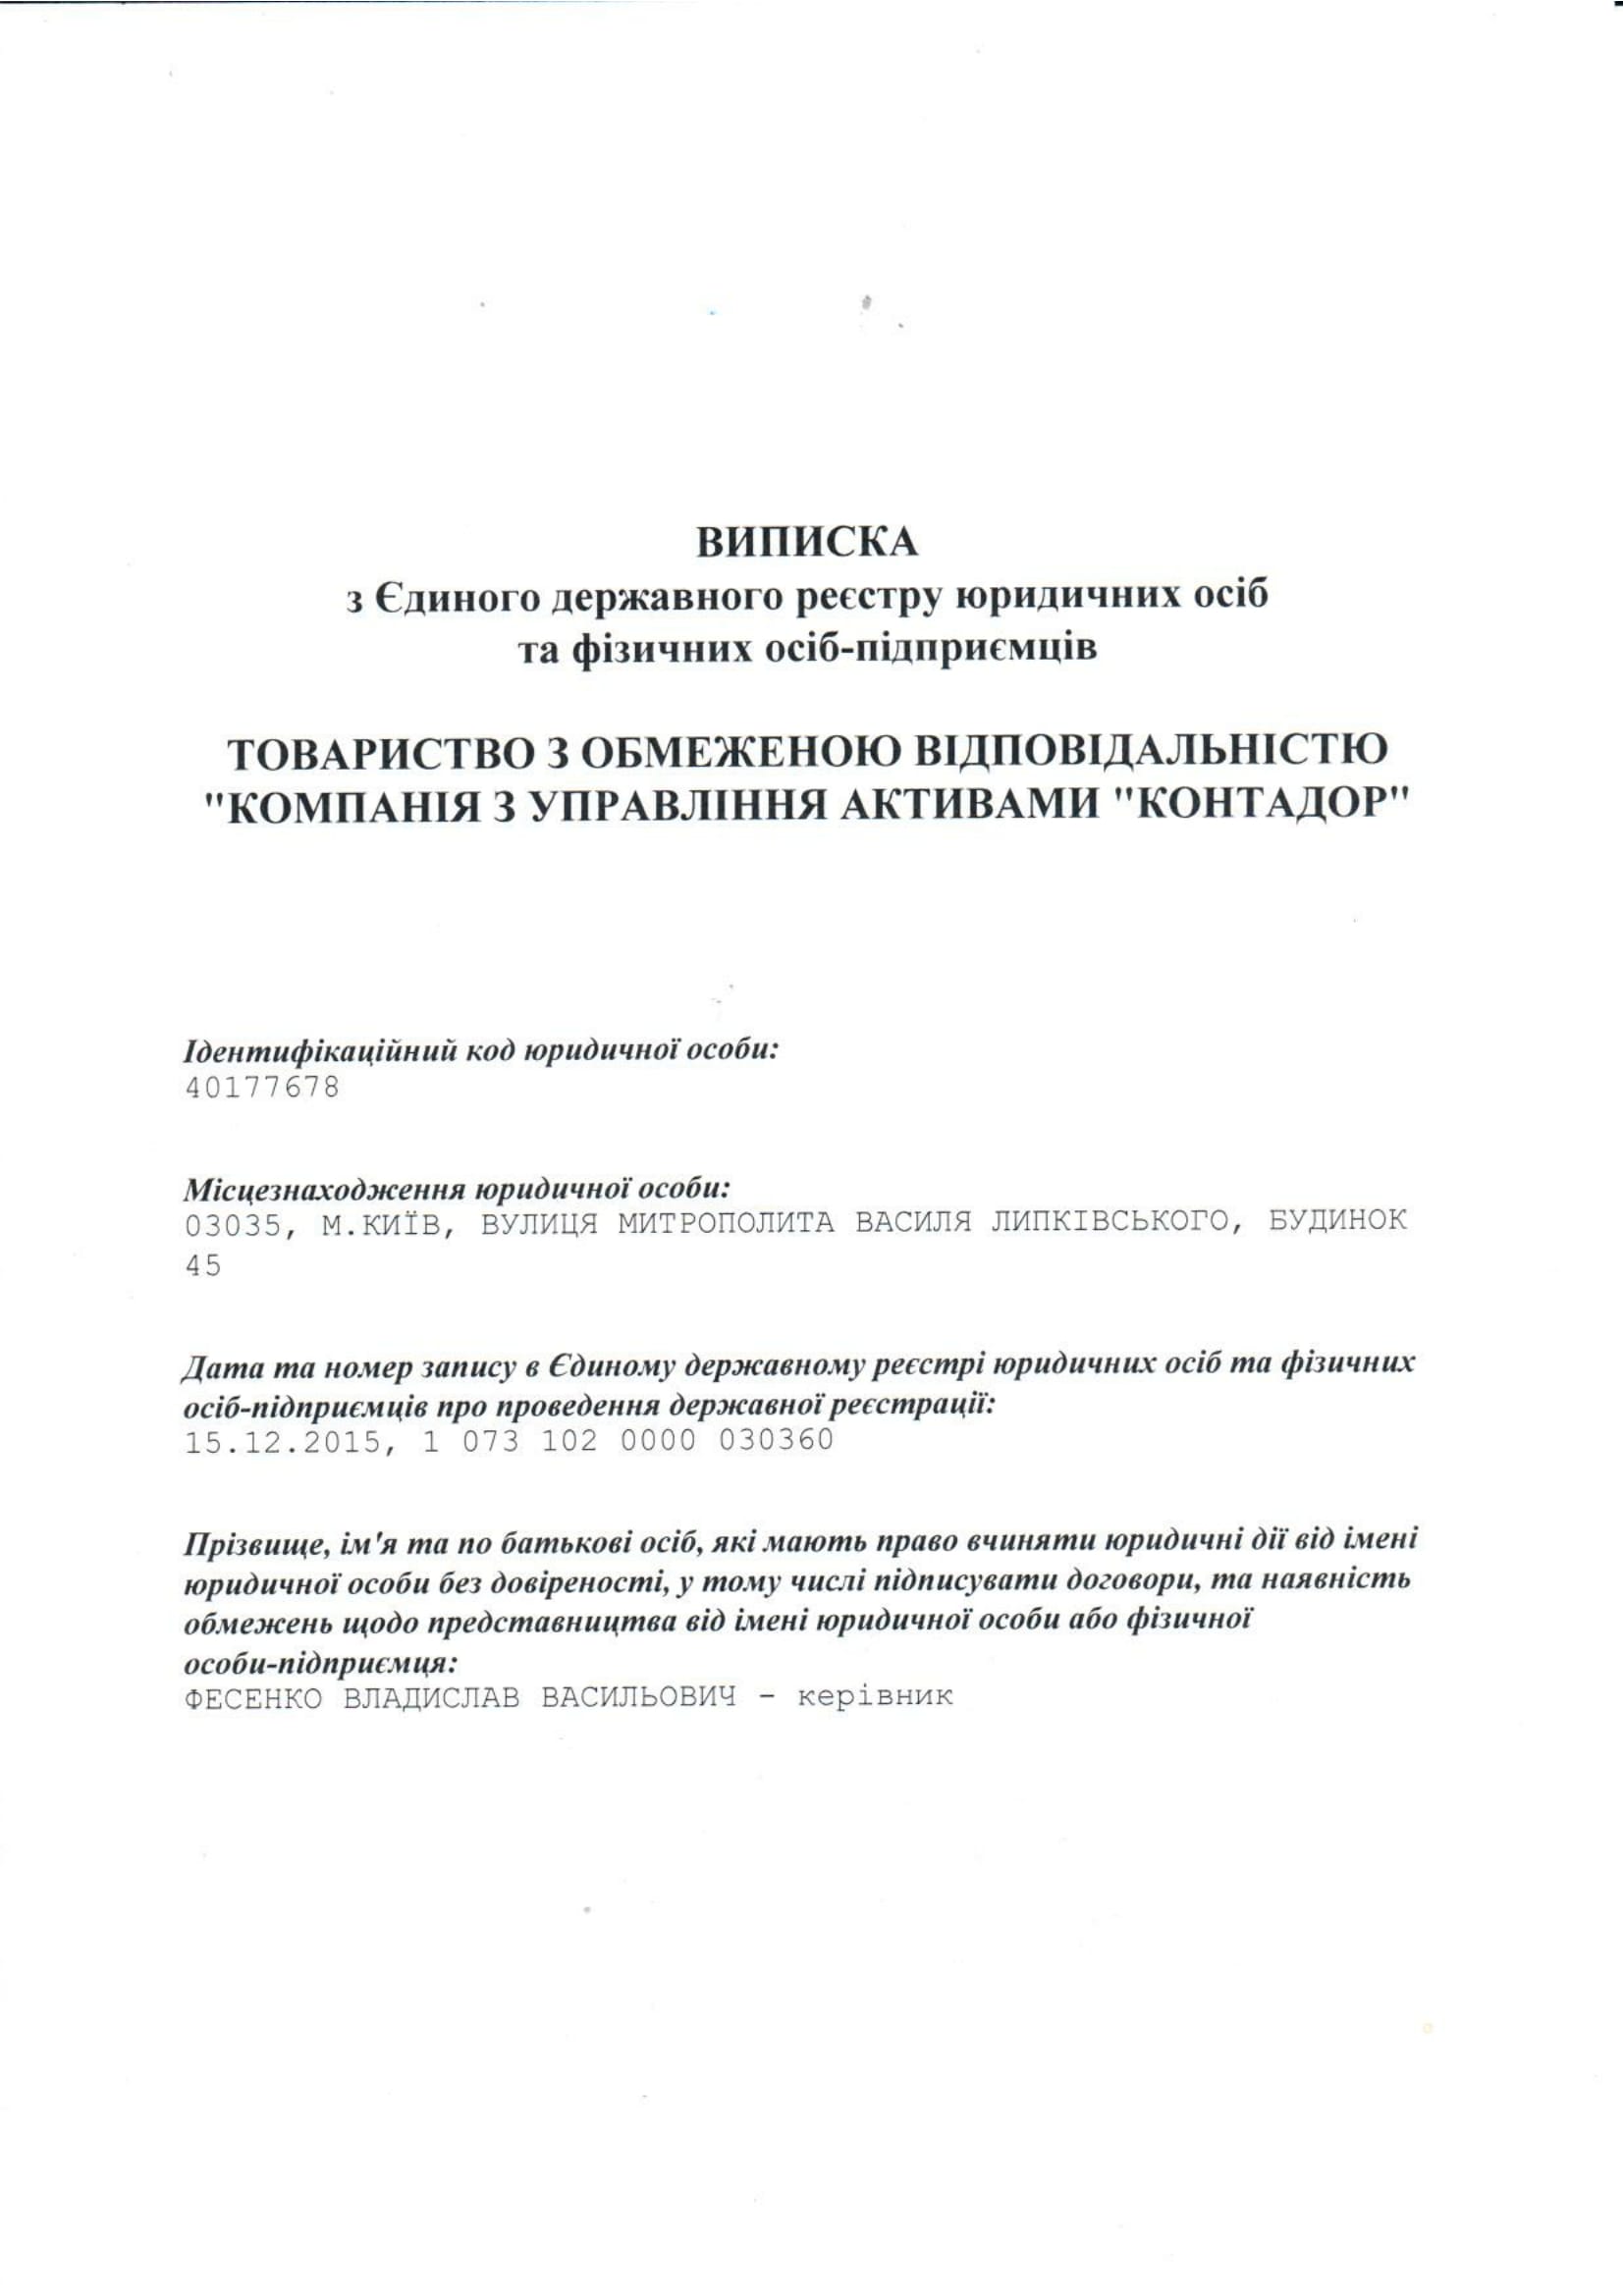 ВИПИСКА
з Єдиного державного реєстру юридичних осіб
та фізичних осіб-підприємців
ТОВАРИСТВО З ОБМЕЖЕНОЮ ВІДПОВІДАЛЬНІСТЮ
"КОМПАНІЯ З УПРАВЛІННЯ АКТИВАМИ "КОНТАДОР"
Ідентифікаційний код юридичної особи:
40177678
Місцезнаходження юридичної особи:
03035, М.КИЇВ, ВУЛИЦЯ МИТРОПОЛИТА ВАСИЛЯ ЛИПКІВСЬКОГО, БУДИНОК
45
Дата та номер запису в Єдиному державному реєстрі юридичних осіб та фізичних
осіб-підприємців про проведення державної реєстрації:
15.12.2015, 1 073 102 0000 030360
Прізвище, ім'я та по батькові осіб, які мають право вчиняти юридичні дії від імені
юридичної особи без довіреності, у тому числі підписувати договори, та наявність
обмежень щодо представництва від імені юридичної особи або фізичної
особи-підприємця:
ФЕСЕНКО ВЛАДИСЛАВ ВАСИЛЬОВИЧ - керівник